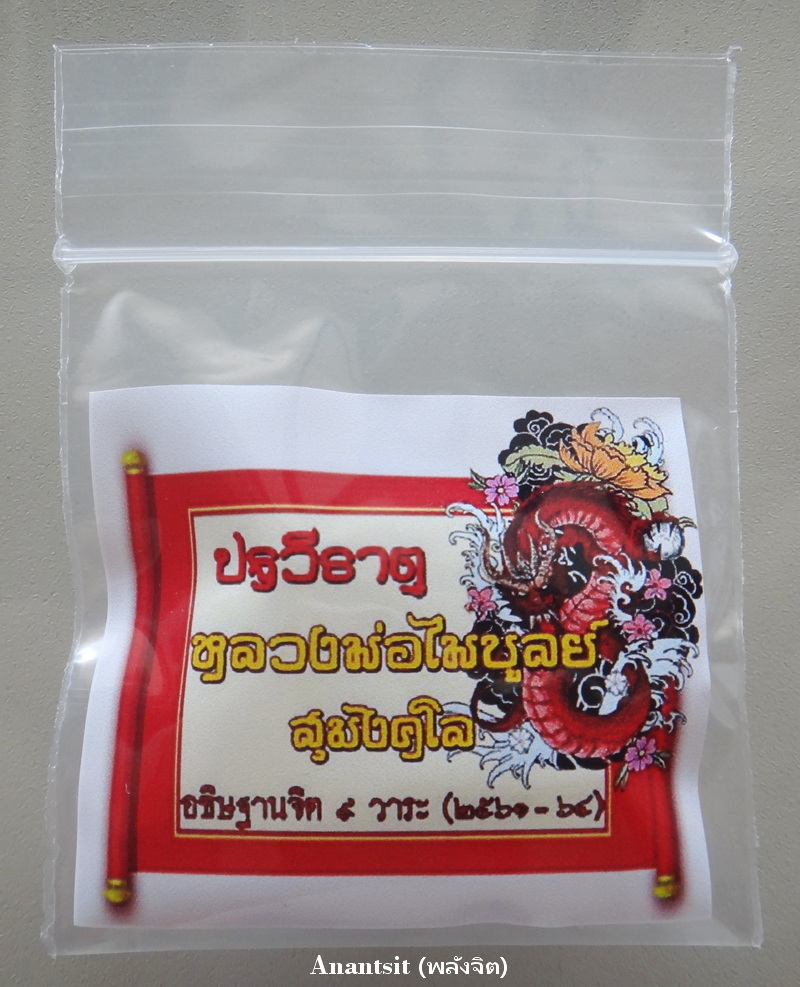 ปฐวีธาตุ
หลวงพ่อไพบูลย์
สุมังคโล
อธิษฐานจิต ๙ วาระ (๒๕๖๑ - ๖๔)
Anantsit (พลังจิต)